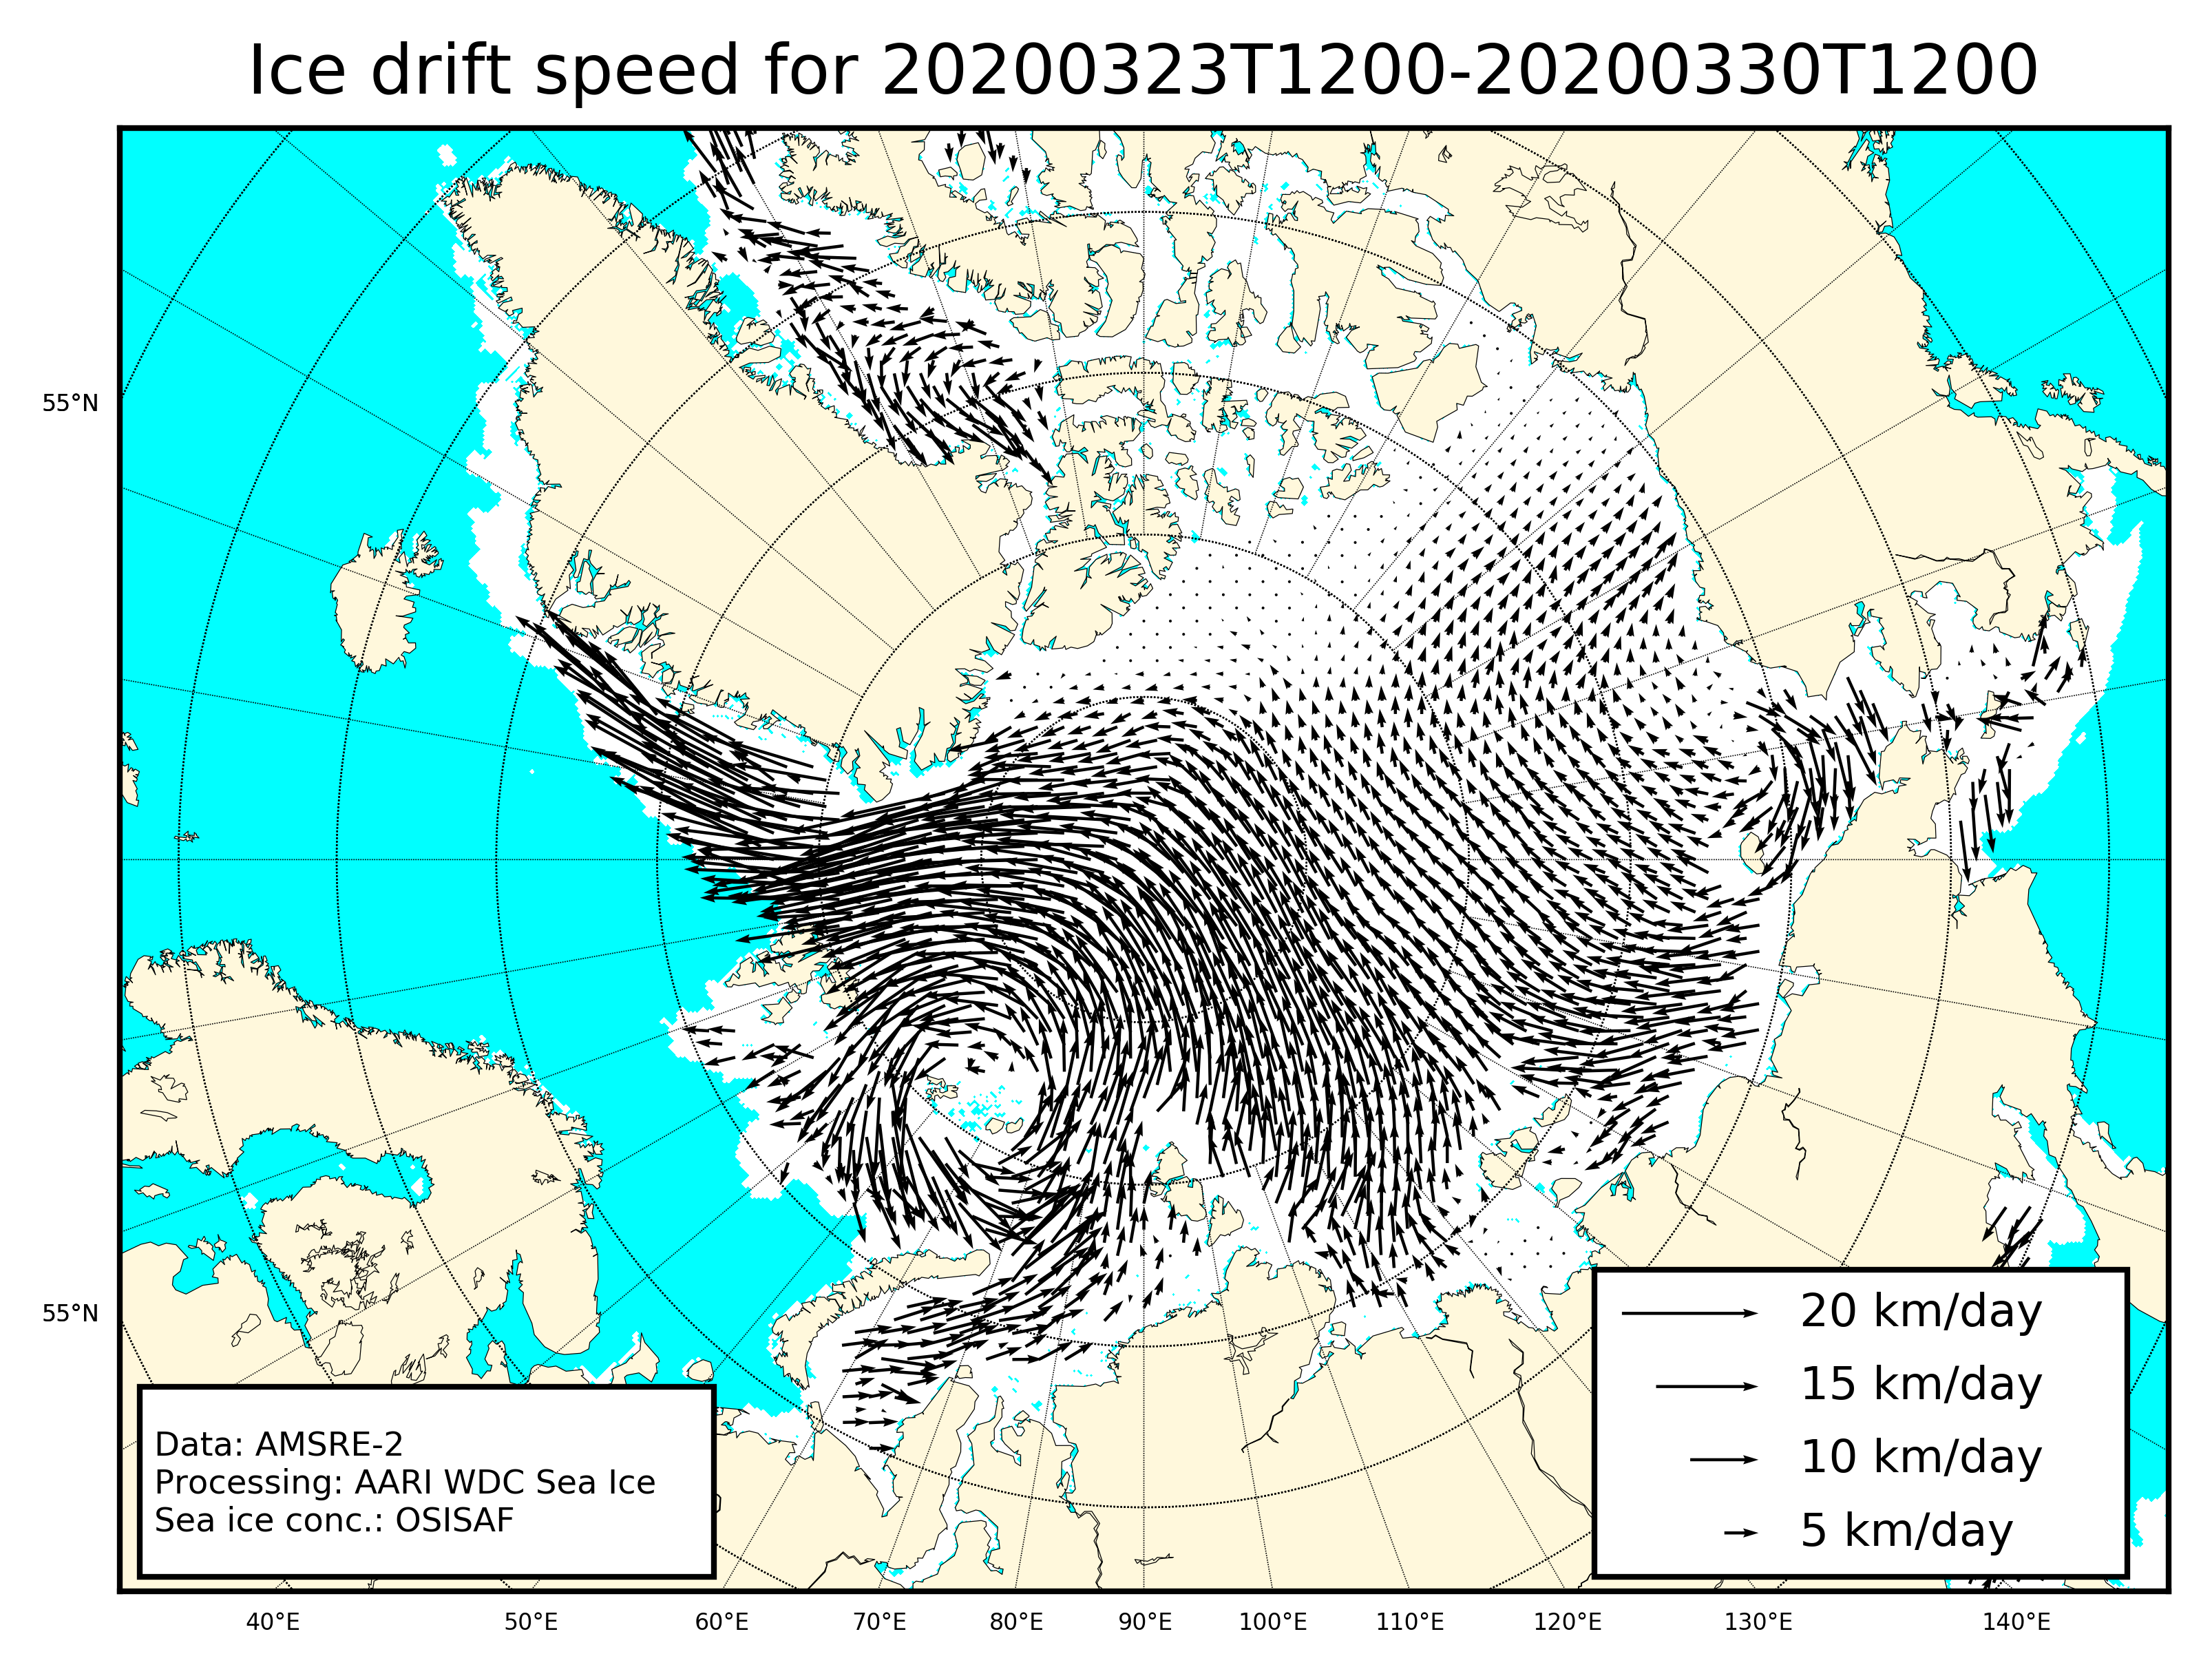 Ice drift speed for 20200323T1200-20200330T1200
55°N
55°N
20 km/day
15 km/day
10 km/day
5 km/day
Data: AMSRE-2
Processing: AARI WDC Sea Ice
Sea ice conc.: OSISAF
40°E 50°E 60°E 70°E 80°E 90°E 100°E 110°E 120°E 130°E 140°E